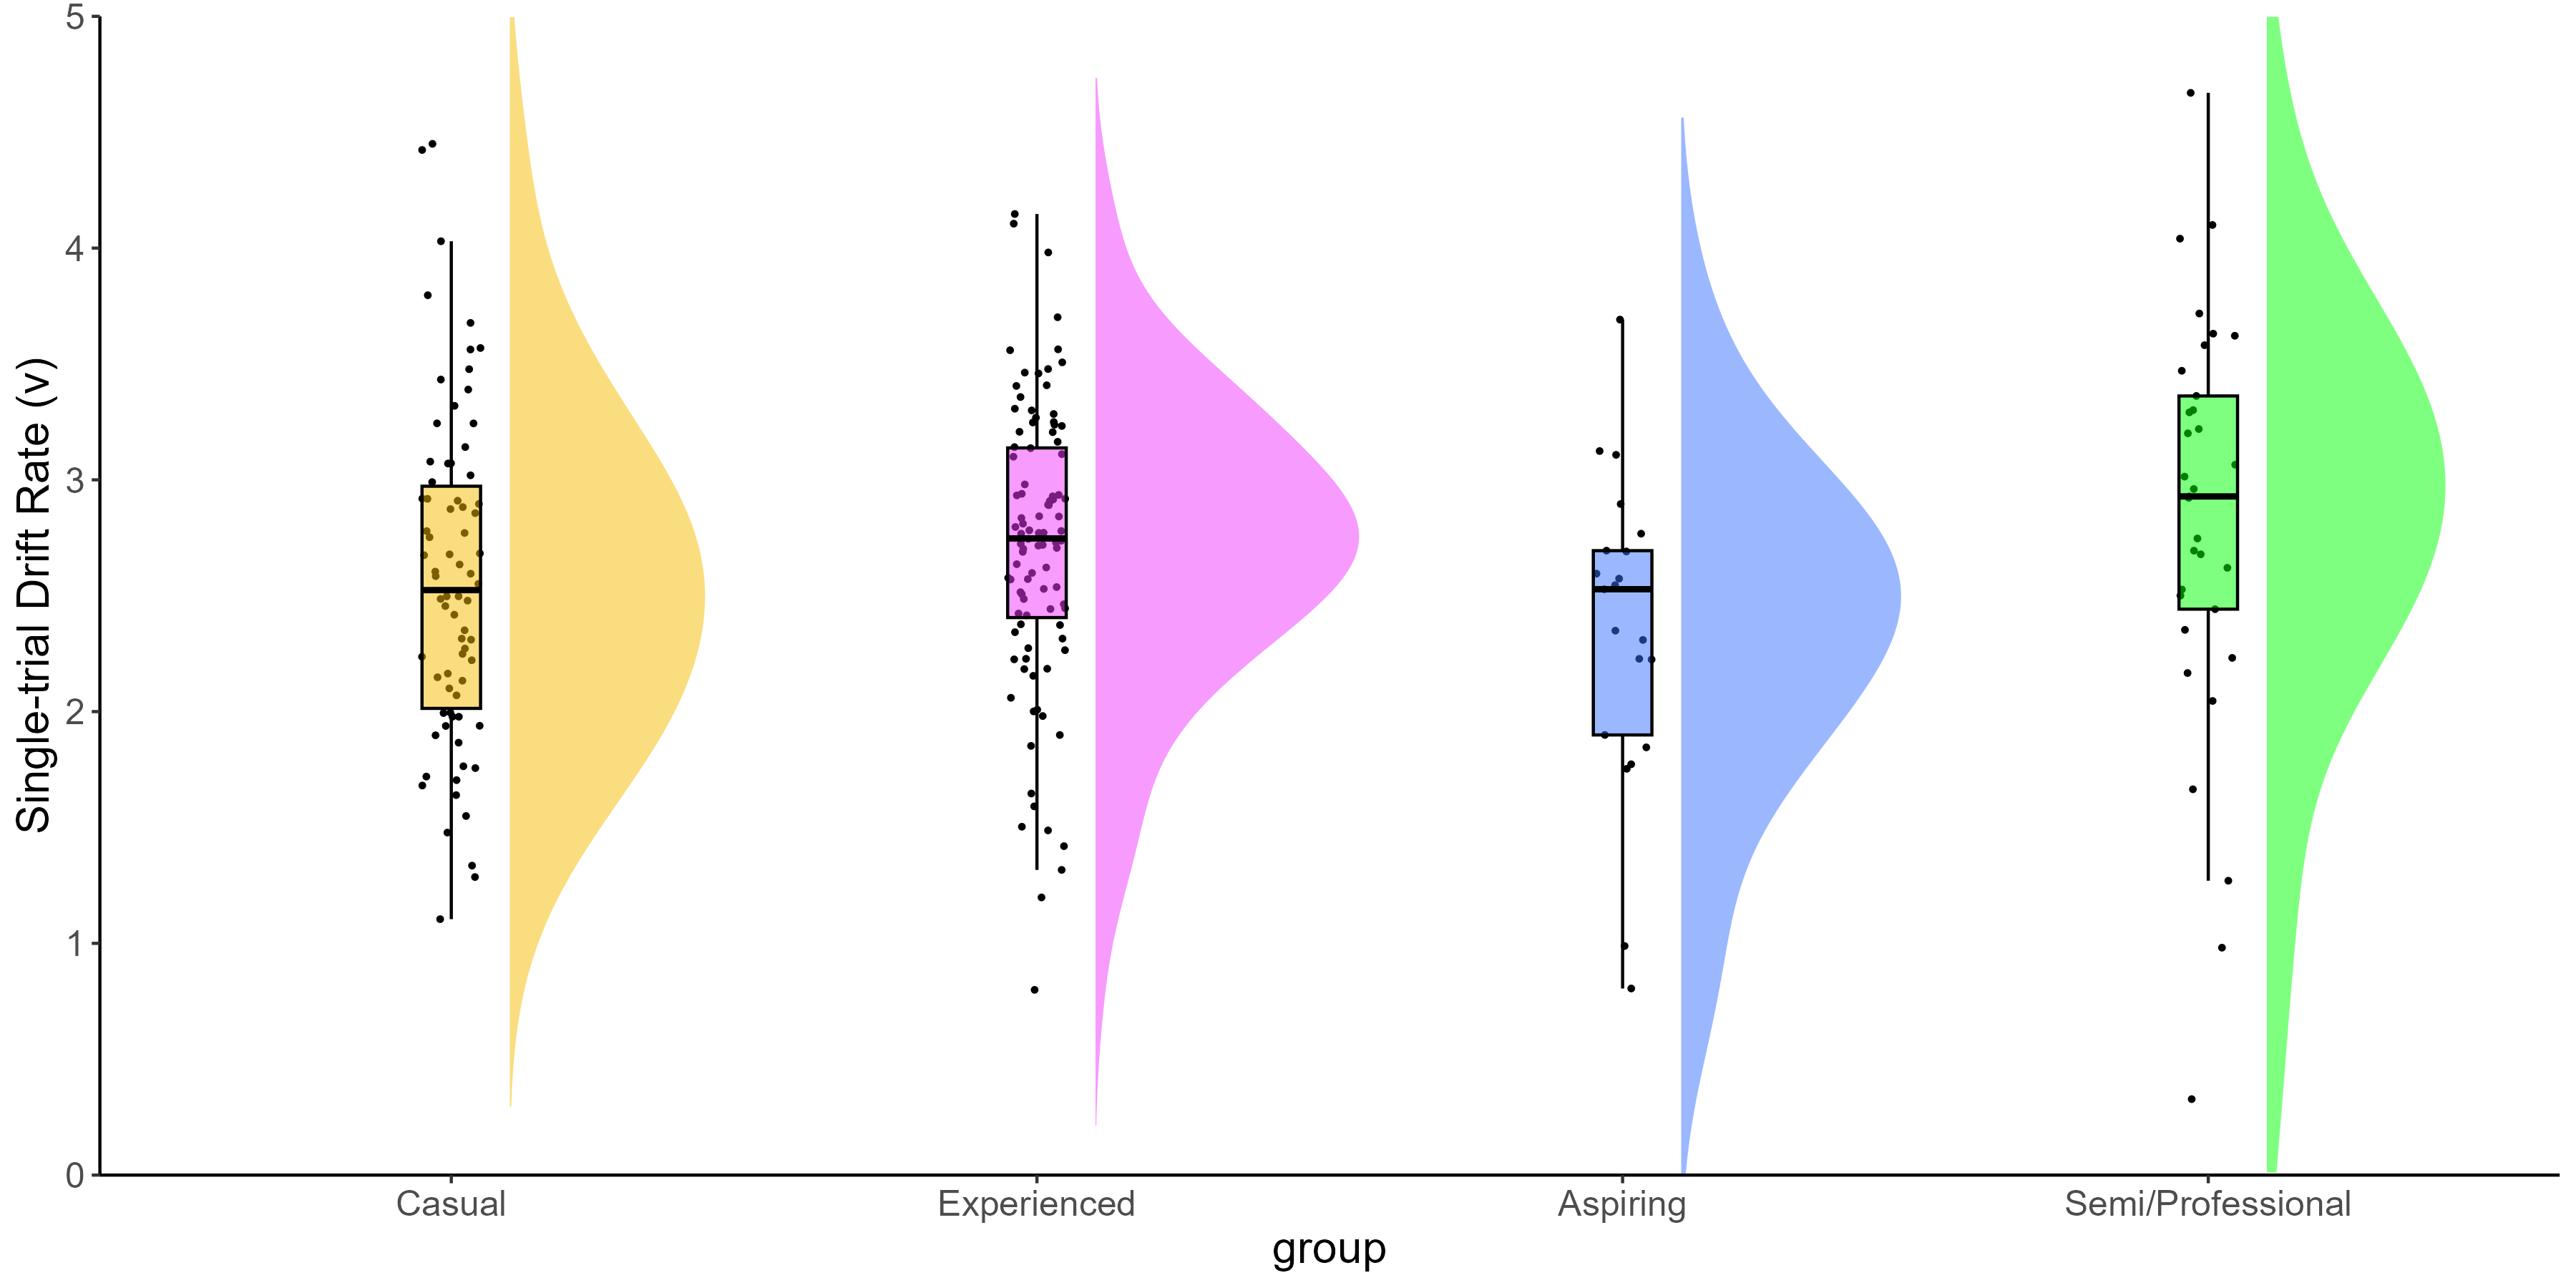 Single-trial Drift Rate (v)
5
4
3
2
1
0
Casual Experienced Aspiring Semi/Professional
group